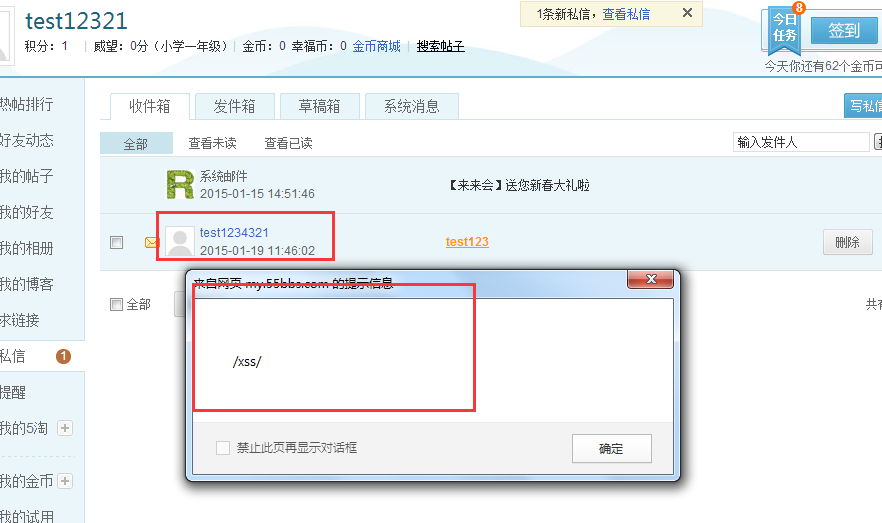 test12321
积分：1 | 威望：0分（小学一年级）| 金币：0 幸福币：0 金币商城 | 搜索帖子
1条新私信，查看私信
8
今日
任务
签到
今天你还有62个金币可
热帖排行
好友动态
我的帖子
我的好友
我的相册
我的博客
求链接
私信 1
提醒
我的5淘
我的金币
我的试用
收件箱 发件箱 草稿箱 系统消息
写私信
全部 查看未读 查看已读
输入发件人
系统邮件
2015-01-15 14:51:46
【来来会】送您新春大礼啦
test1234321
2015-01-19 11:46:02
test123
删除
全部
共有
来自网页 my.55bbs.com 的提示信息
/xss/
禁止此页再显示对话框
确定